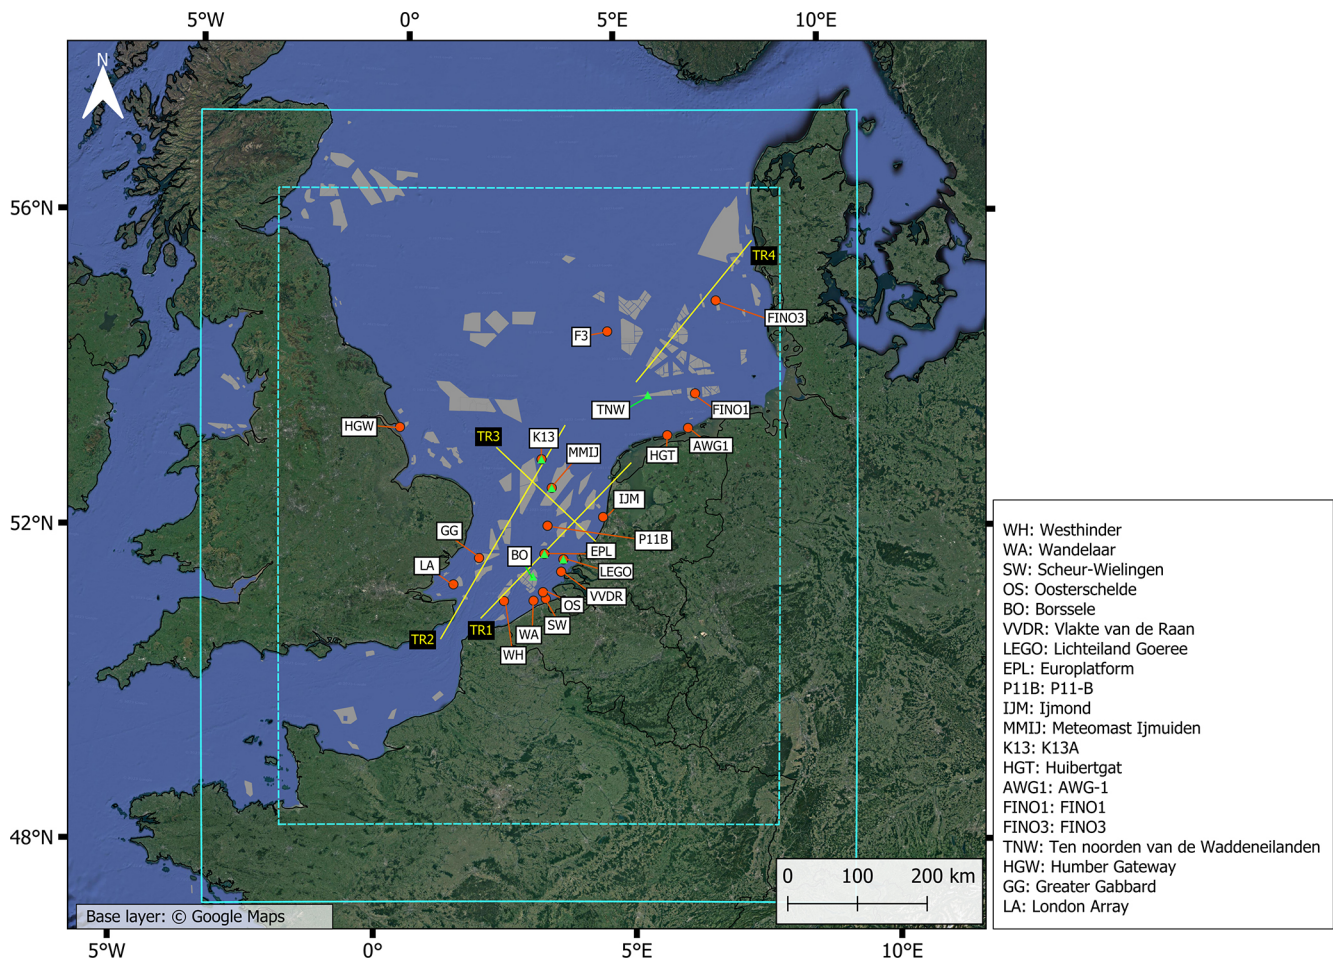 5°W 0° 5°E 10°E
N
56°N
TR4
FINO3
F3
TNW
FINO1
HGW
TR3
K13
AWG1
MMIJ
HGT
IJM
52°N
GG
P11B
BO
EPL
LA
LEGO
VVDR
OS
SW
TR1
WA
TR2
WH
48°N
0 100 200 km
Base layer: © Google Maps
5°W 0° 5°E 10°E
WH: Westhinder
WA: Wandelaar
SW: Scheur-Wielingen
OS: Oosterschelde
BO: Borssele
VVDR: Vlakte van de Raan
LEGO: Lichteiland Goeree
EPL: Europlatform
P11B: P11-B
IJM: Ijmond
MMIJ: Meteomast Ijmuiden
K13: K13A
HGT: Huibertgat
AWG1: AWG-1
FINO1: FINO1
FINO3: FINO3
TNW: Ten noorden van de Waddeneilanden
HGW: Humber Gateway
GG: Greater Gabbard
LA: London Array